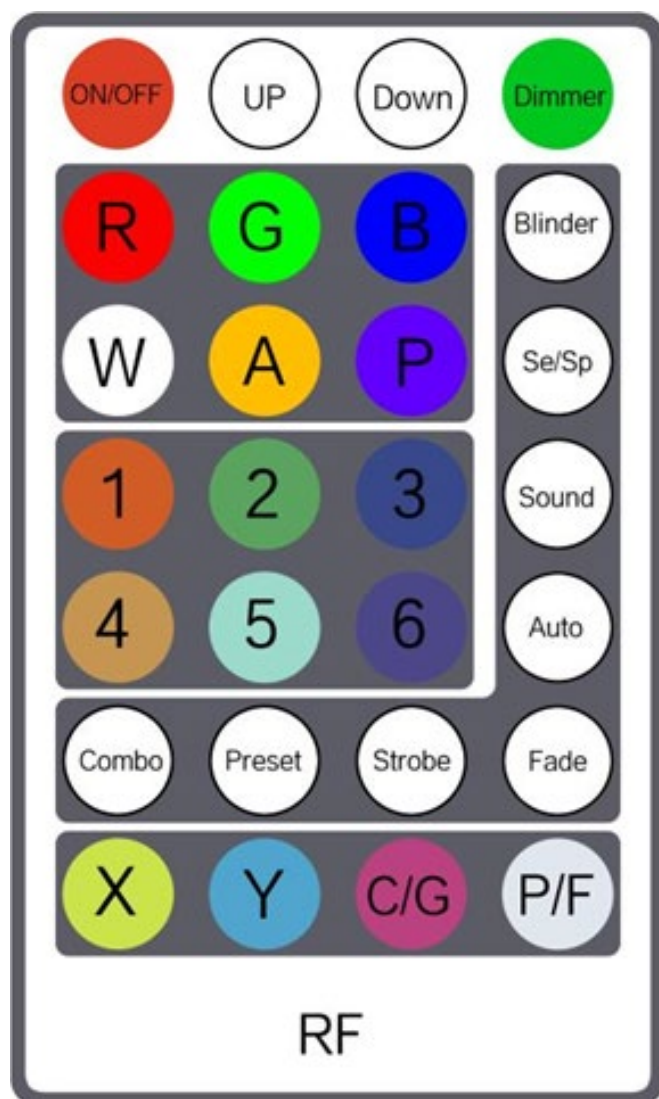 ON/OFF UP Down Dimmer
R G B Blinder
W A P Se/Sp
1 2 3 Sound
4 5 6 Auto
Combo Preset Strobe Fade
X Y C/G P/F
RF